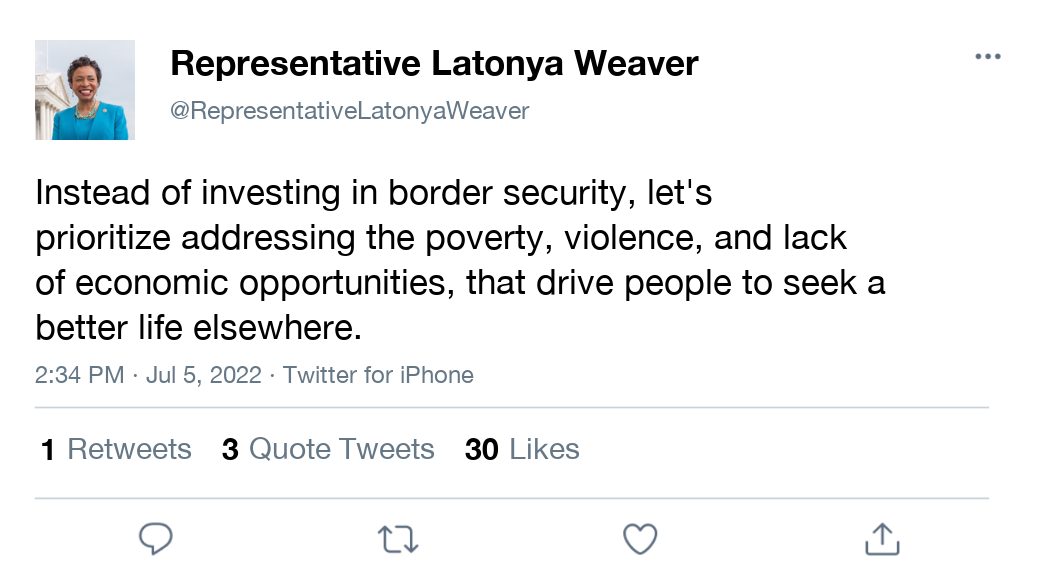 Representative Latonya Weaver
@RepresentativeLatonyaWeaver
Instead of investing in border security, let's
prioritize addressing the poverty, violence, and lack
of economic opportunities, that drive people to seek a
better life elsewhere.
2:34 PM · Jul 5, 2022 · Twitter for iPhone
1 Retweets 3 Quote Tweets 30 Likes